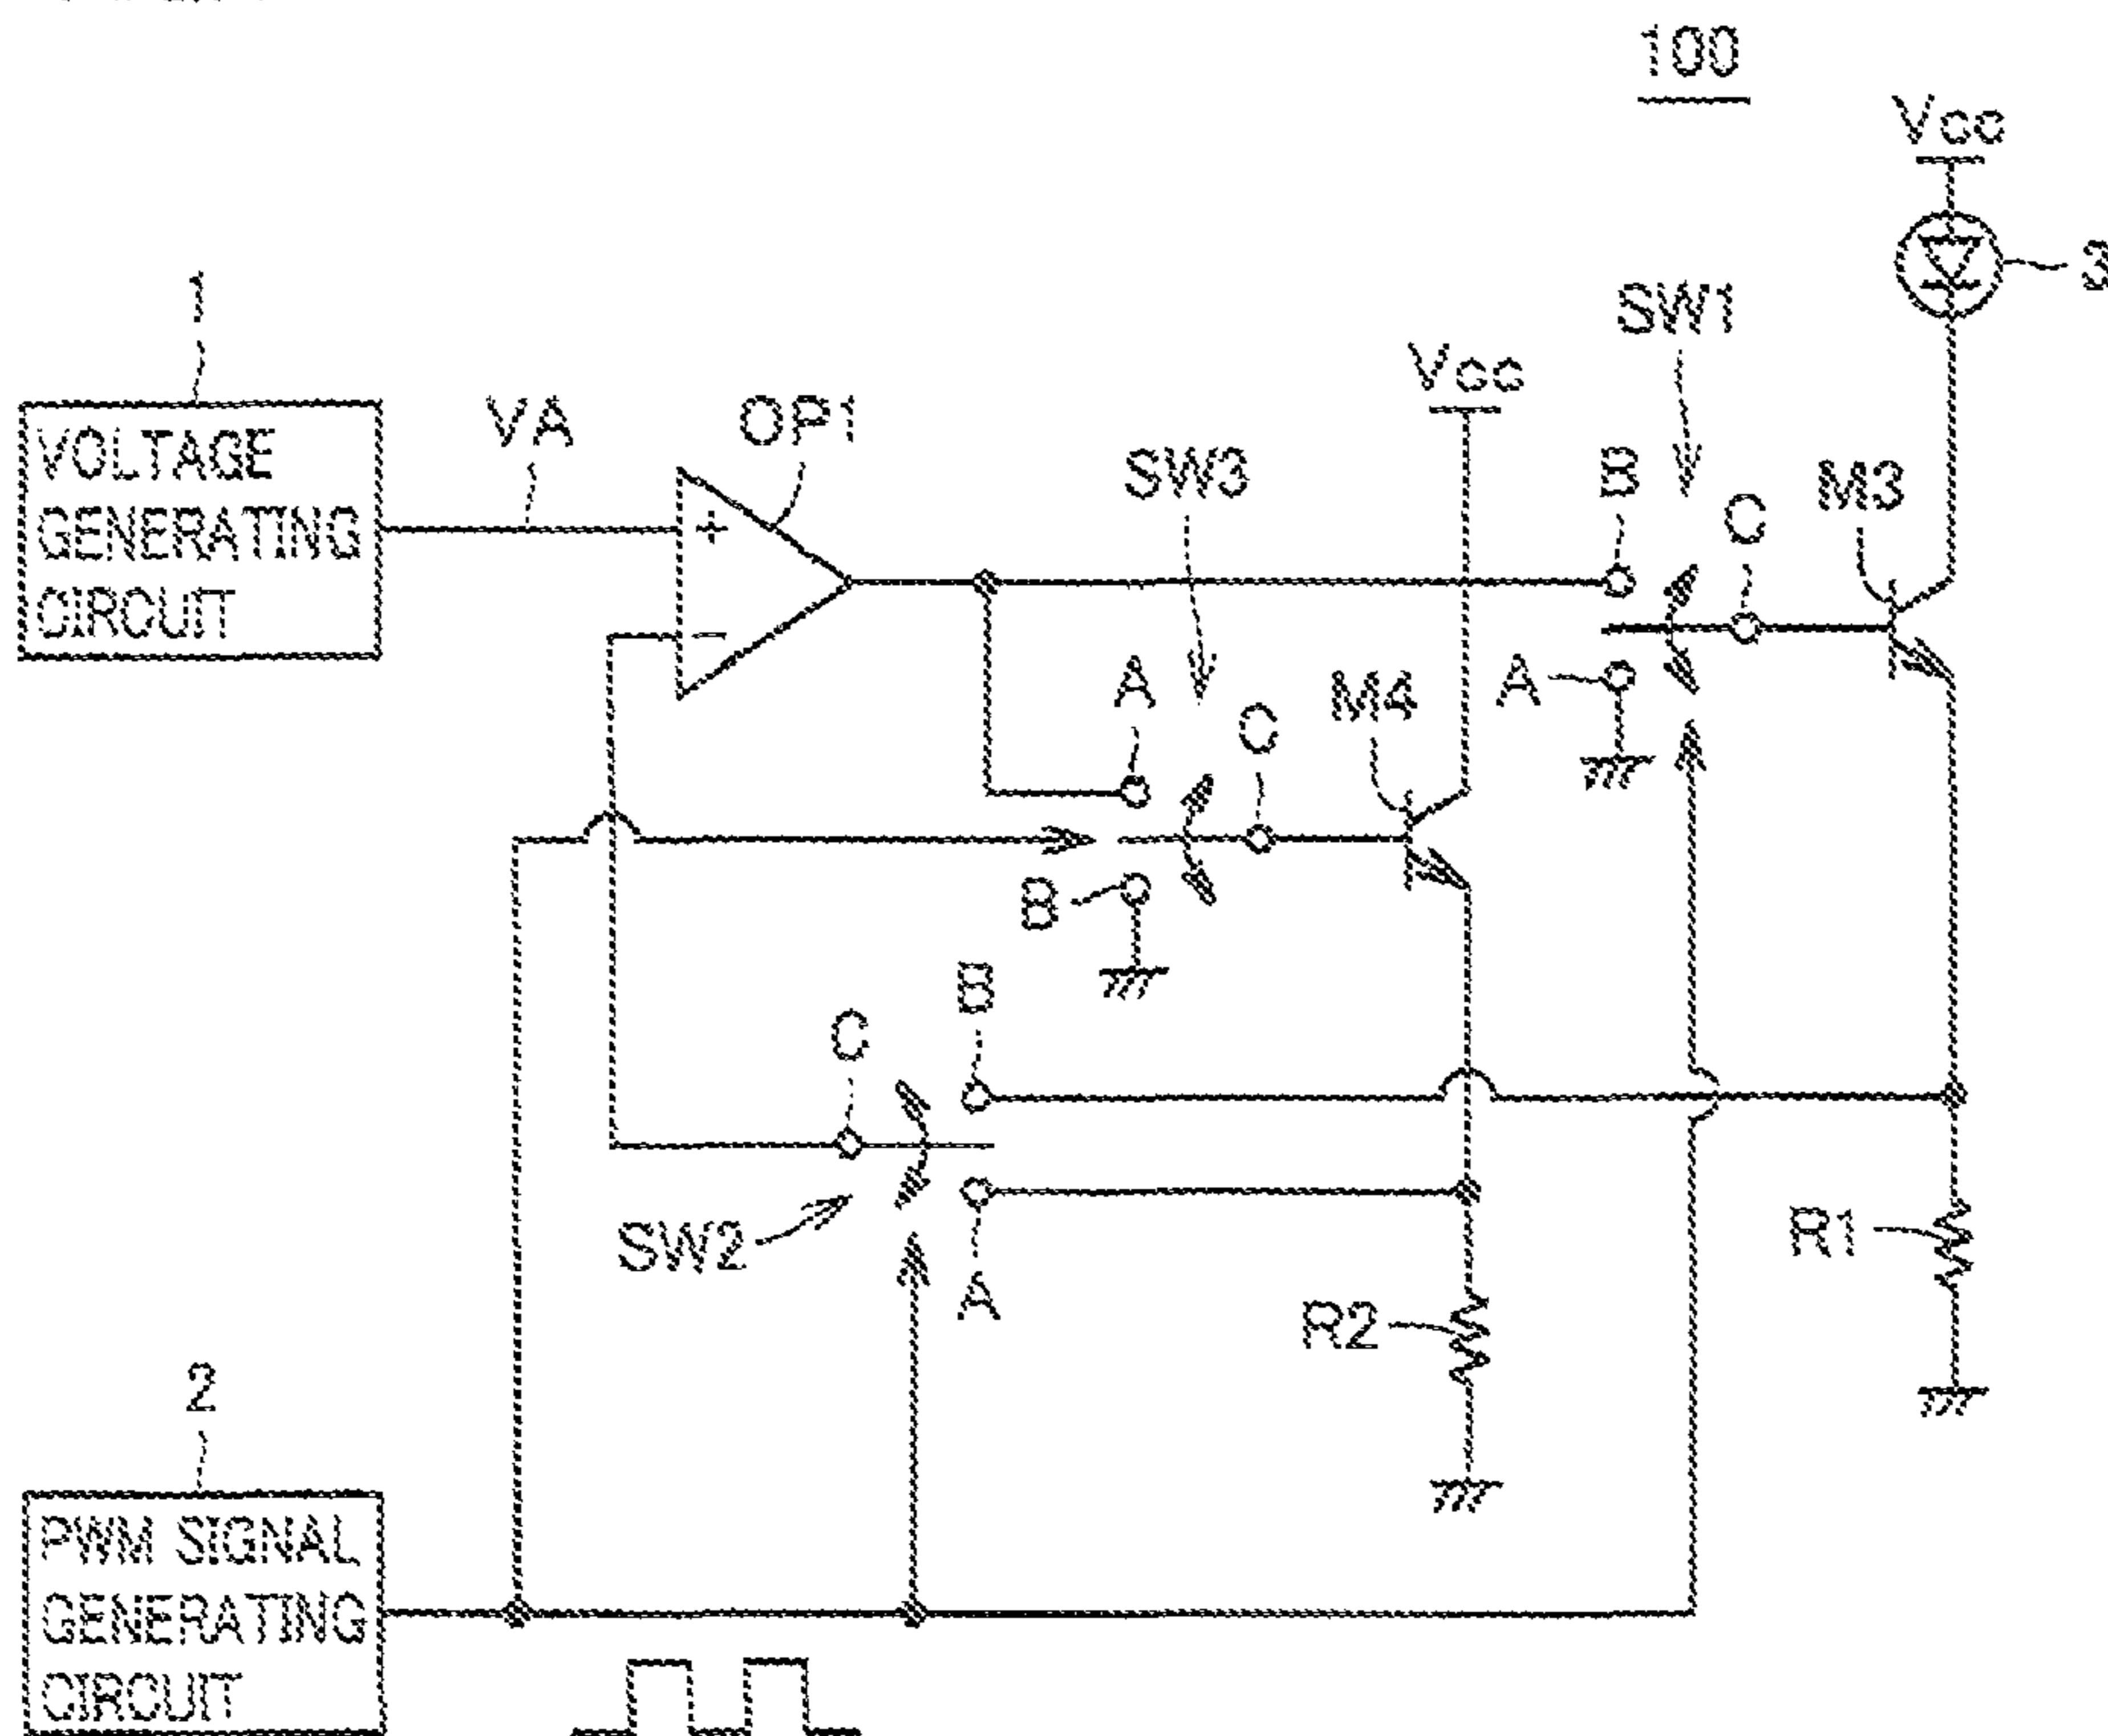 100
Vcc
3
SW1
1
Vcc
VA
OP1
SW3
B
M3
C
VOLTAGE
GENERATING
CIRCUIT
+
−
A
M4
A
C
B
B
C
SW2
A
R1
R2
2
PWM SIGNAL
GENERATING
CIRCUIT